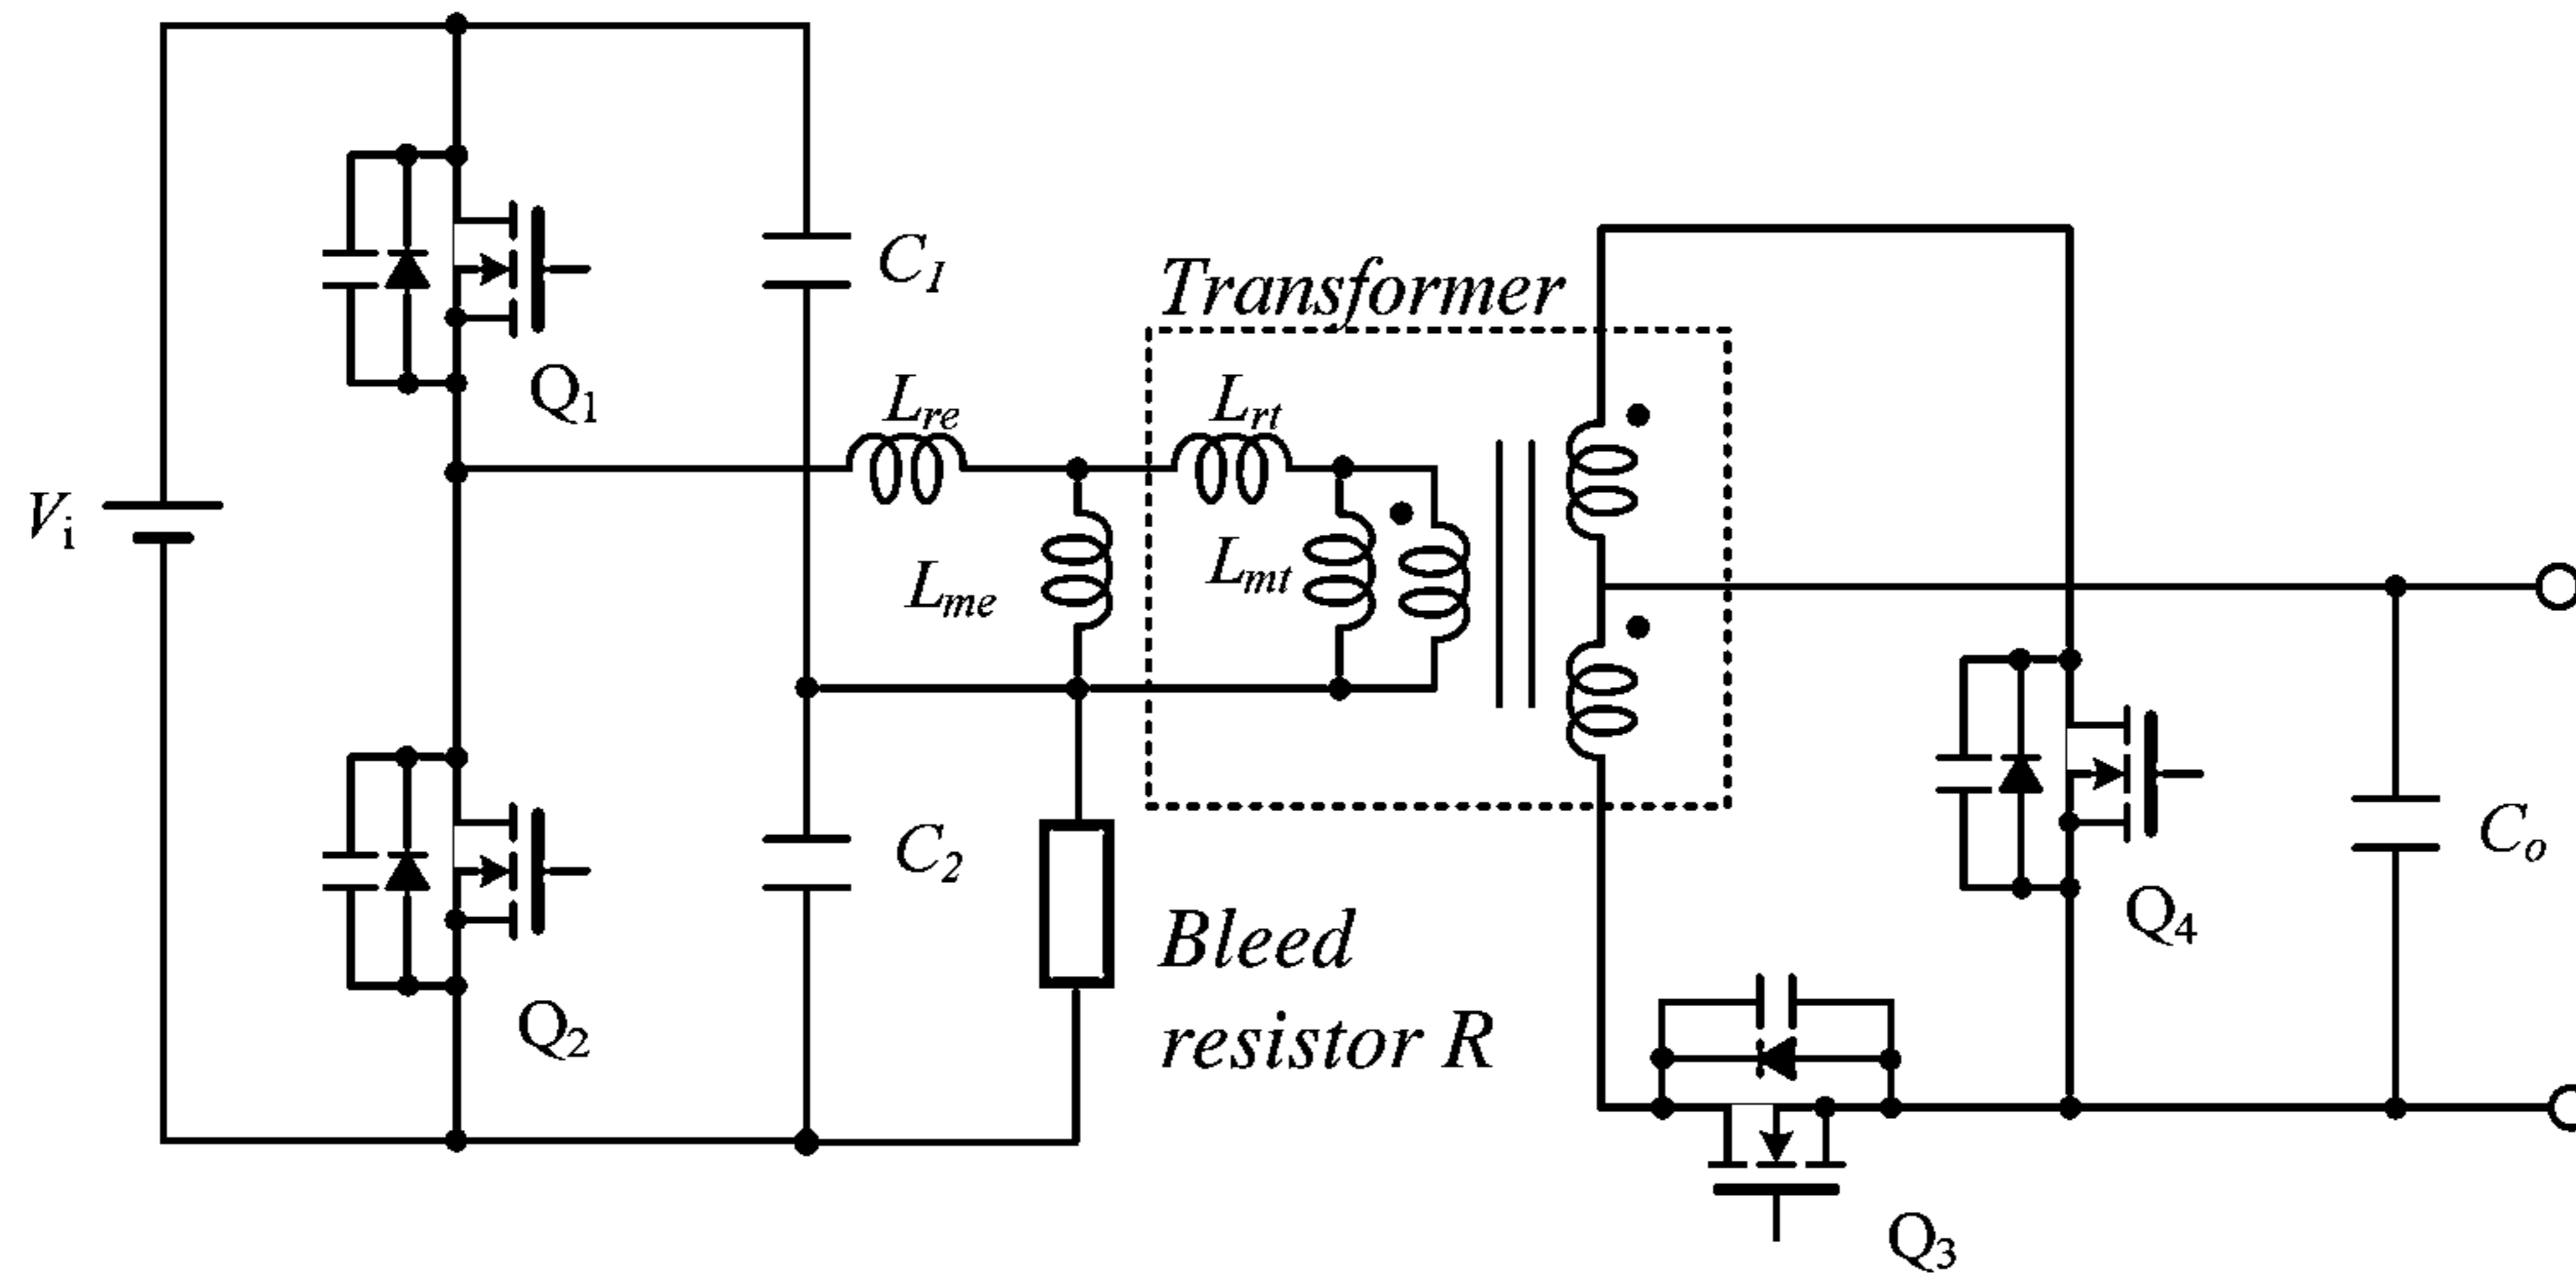 C1
Transformer
Lre
Lrt
Q1
Vi
Lme
Lmt
C2
Co
Q4
Bleed
resistor R
Q2
Q3